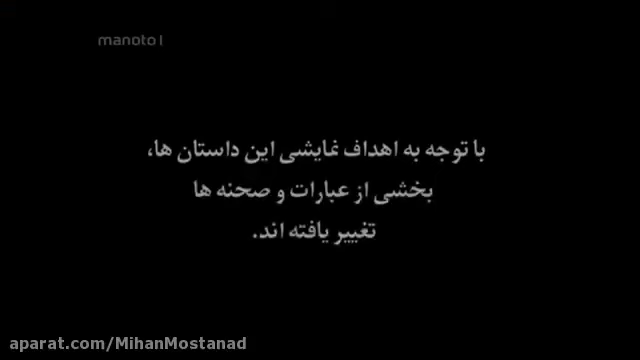 manoto1
با توجه به اهداف نمایشی این داستان ها،
بخشی از عبارات و صحنه ها
تغییر یافته اند.
aparat.com/MihanMostanad